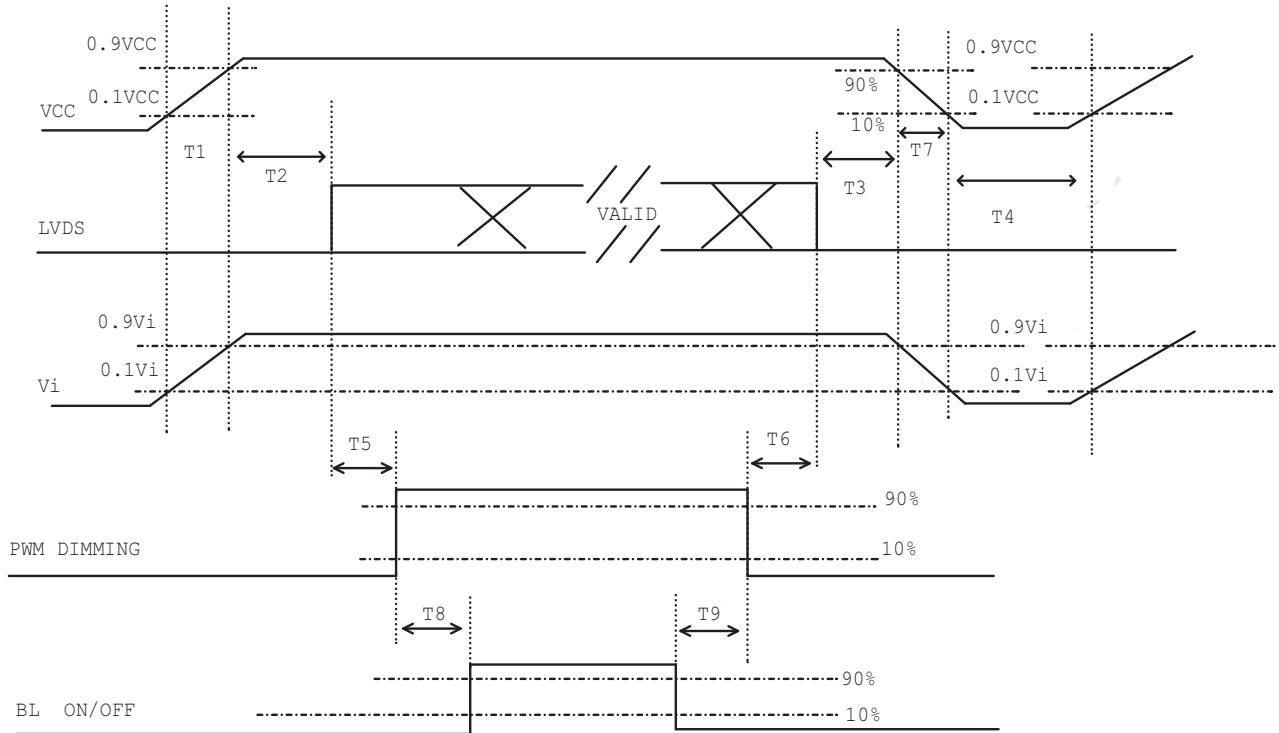 0.9VCC
0.9VCC
90%
0.1VCC
0.1VCC
VCC
10%
T1
T7
T2
T3
T4
VALID
LVDS
0.9Vi
0.9Vi
0.1Vi
0.1Vi
Vi
T5
T6
90%
PWM DIMMING
10%
T8
T9
90%
BL ON/OFF
10%